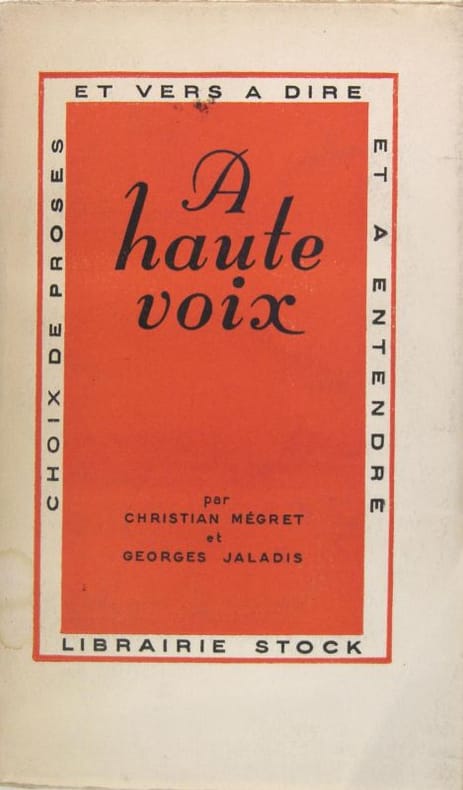 CHOIX DE PROSES
ET VERS A DIRE
ET A ENTENDRE
A
haute
voix
par
CHRISTIAN MÉGRET
et
GEORGES JALADIS
LIBRAIRIE STOCK